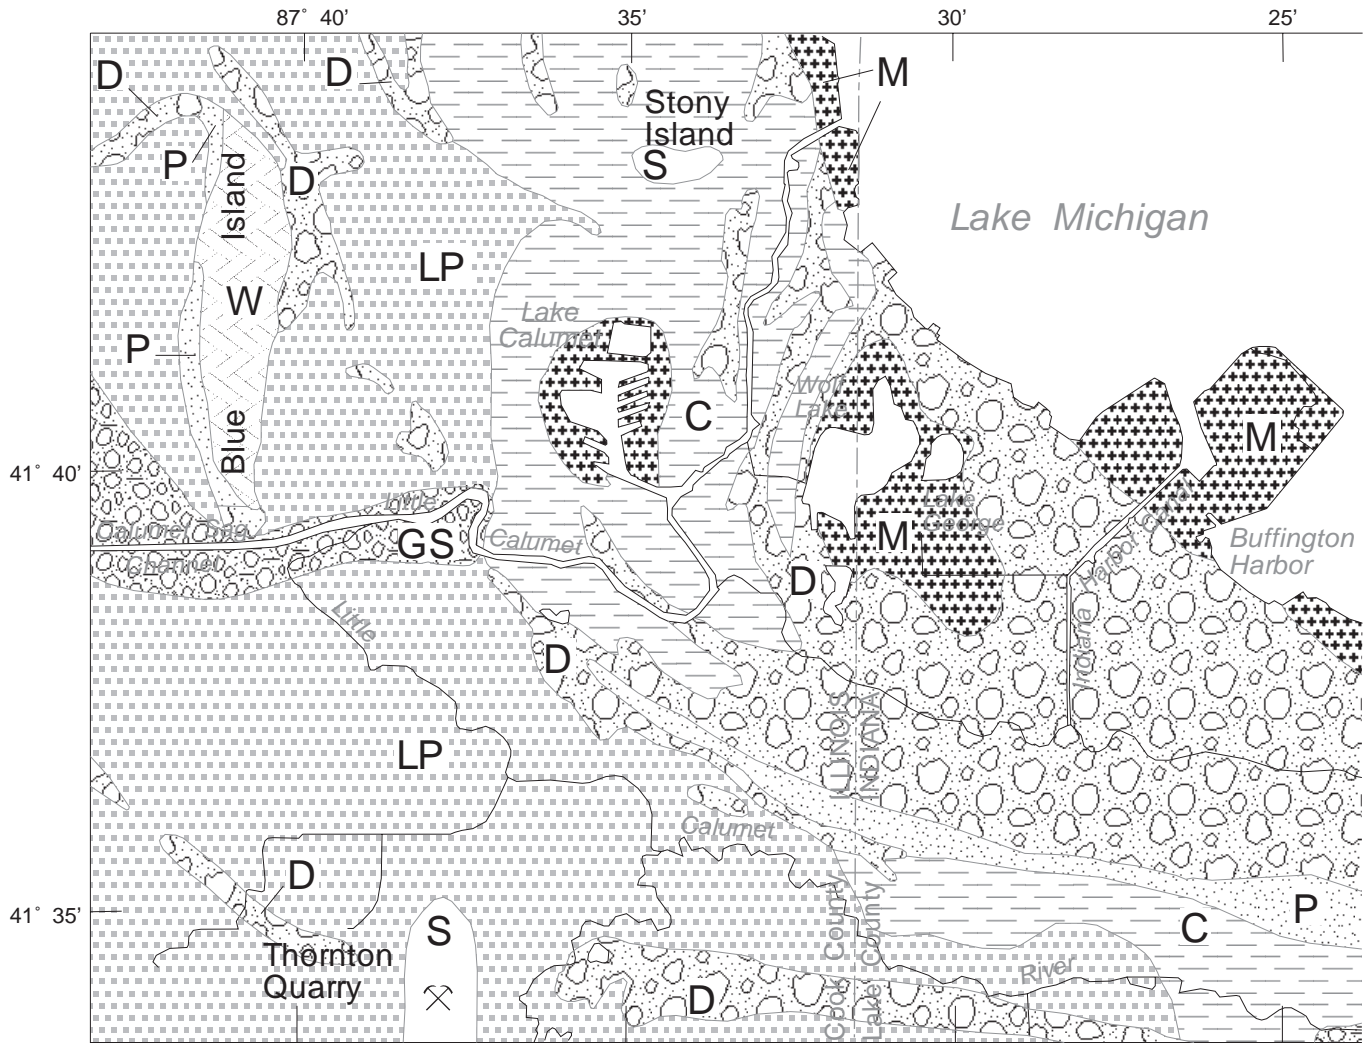 87° 40'
35'
30'
25'
D
D
M
Stony
Island
P
D
S
Island
Lake Michigan
LP
W
Lake
Calumet
P
Wolf
Lake
C
M
Blue
41° 40'
Little
Lake
George
Calumet Sag
Channel
GS
Calumet
M
Harbor Canal
Buffington
Harbor
D
Little
Indiana
D
ILLINOIS
INDIANA
LP
Calumet
D
Cook County
Lake County
P
41° 35'
S
C
Thornton
Quarry
River
D